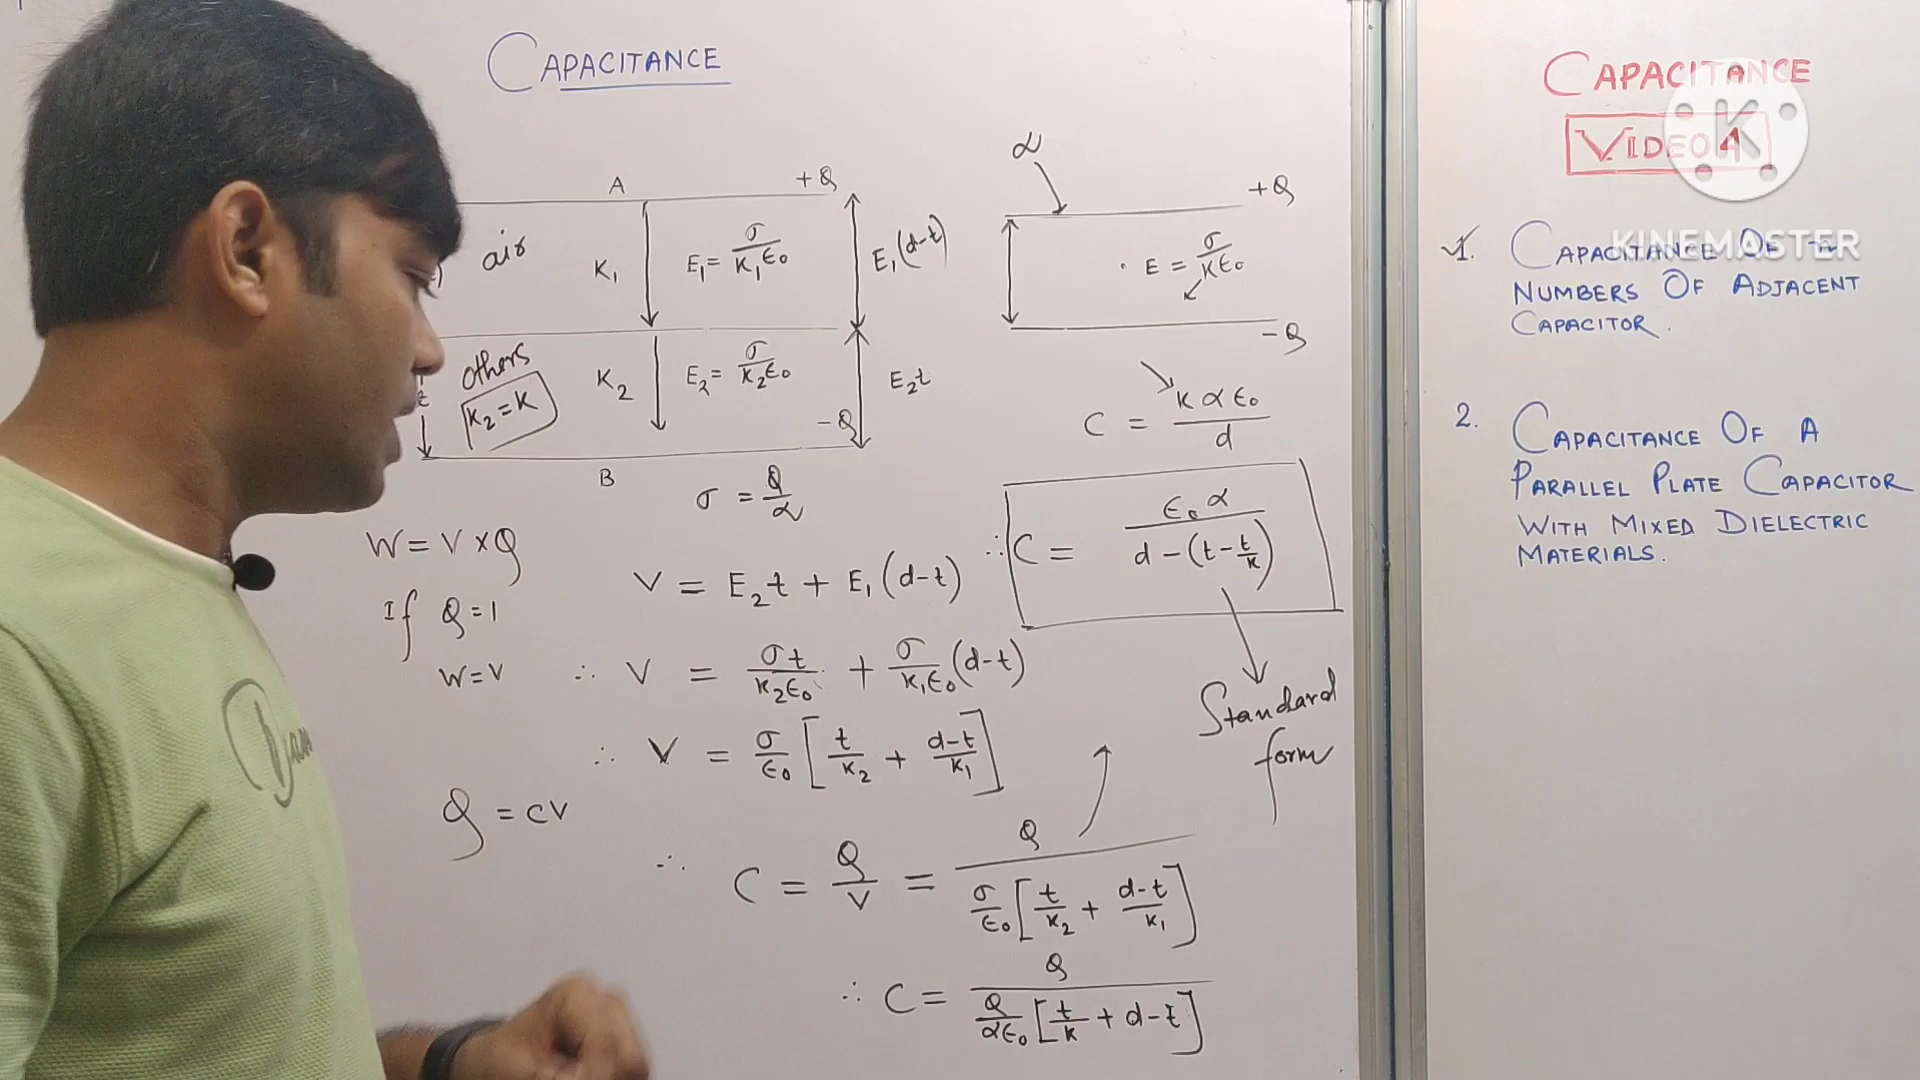 CAPACITANCE
A
+Q
air
K₁
E₁ = σ/K₁ε₀
E₁(d-t)
others
K₂ = K
K₂
E₂ = σ/K₂ε₀
E₂t
-Q
B
σ = Q/α
W = V × Q
If Q = 1
W = V
V = E₂t + E₁(d-t)
∴ V = σt/K₂ε₀ + σ/K₁ε₀ (d-t)
∴ V = σ/ε₀ [t/K₂ + d-t/K₁]
Q = CV
∴ C = Q/V = Q / σ/ε₀ [t/K₂ + d-t/K₁]
∴ C = Q / Q/αε₀ [t/K + d-t]
α
+Q
E = σ/Kε₀
-Q
C = Kαε₀/d
∴ C = ε₀α / d-(t-t/K)
Standard
form
CAPACITANCE
VIDEO 4
K
KINEMASTER
1. CAPACITANCE OF
NUMBERS OF ADJACENT
CAPACITOR.
2. CAPACITANCE OF A
PARALLEL PLATE CAPACITOR
WITH MIXED DIELECTRIC
MATERIALS.